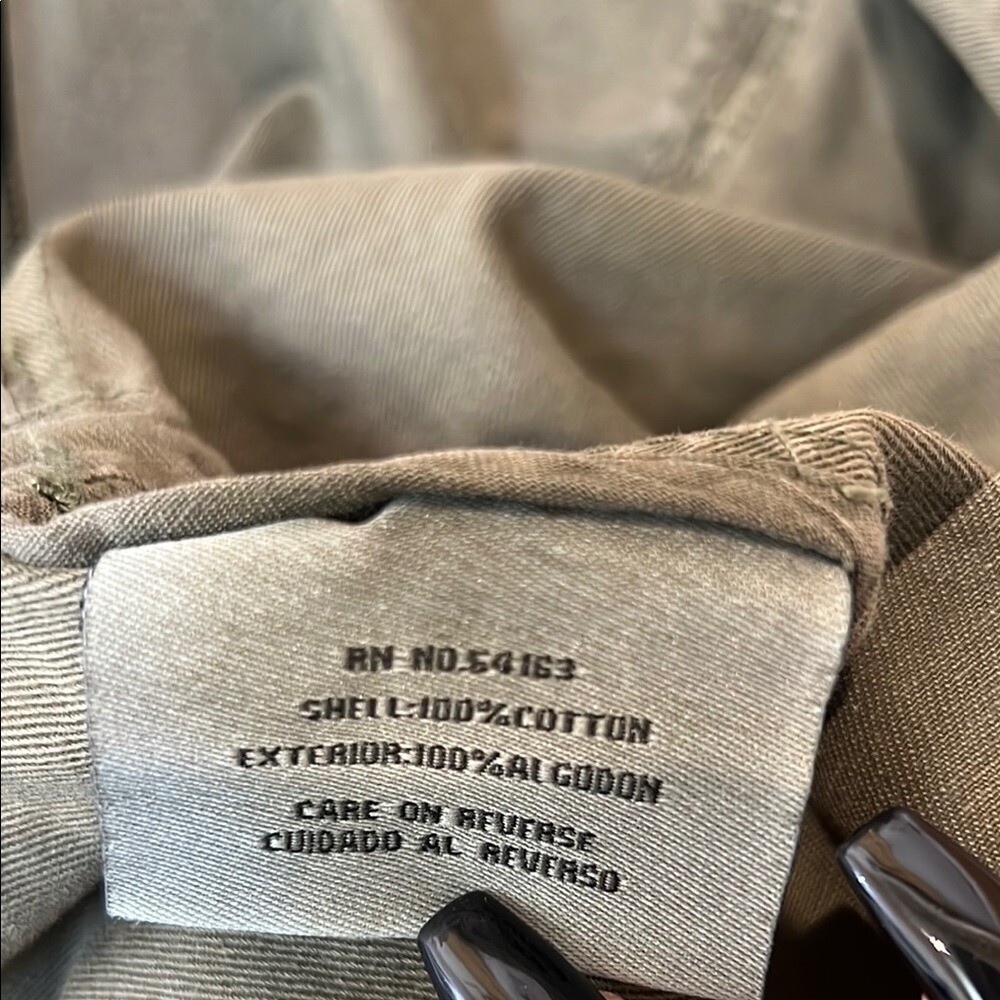 RN NO.54163
SHELL:100%COTTON
EXTERIOR:100%ALGODON
CARE ON REVERSE
CUIDADO AL REVERSO